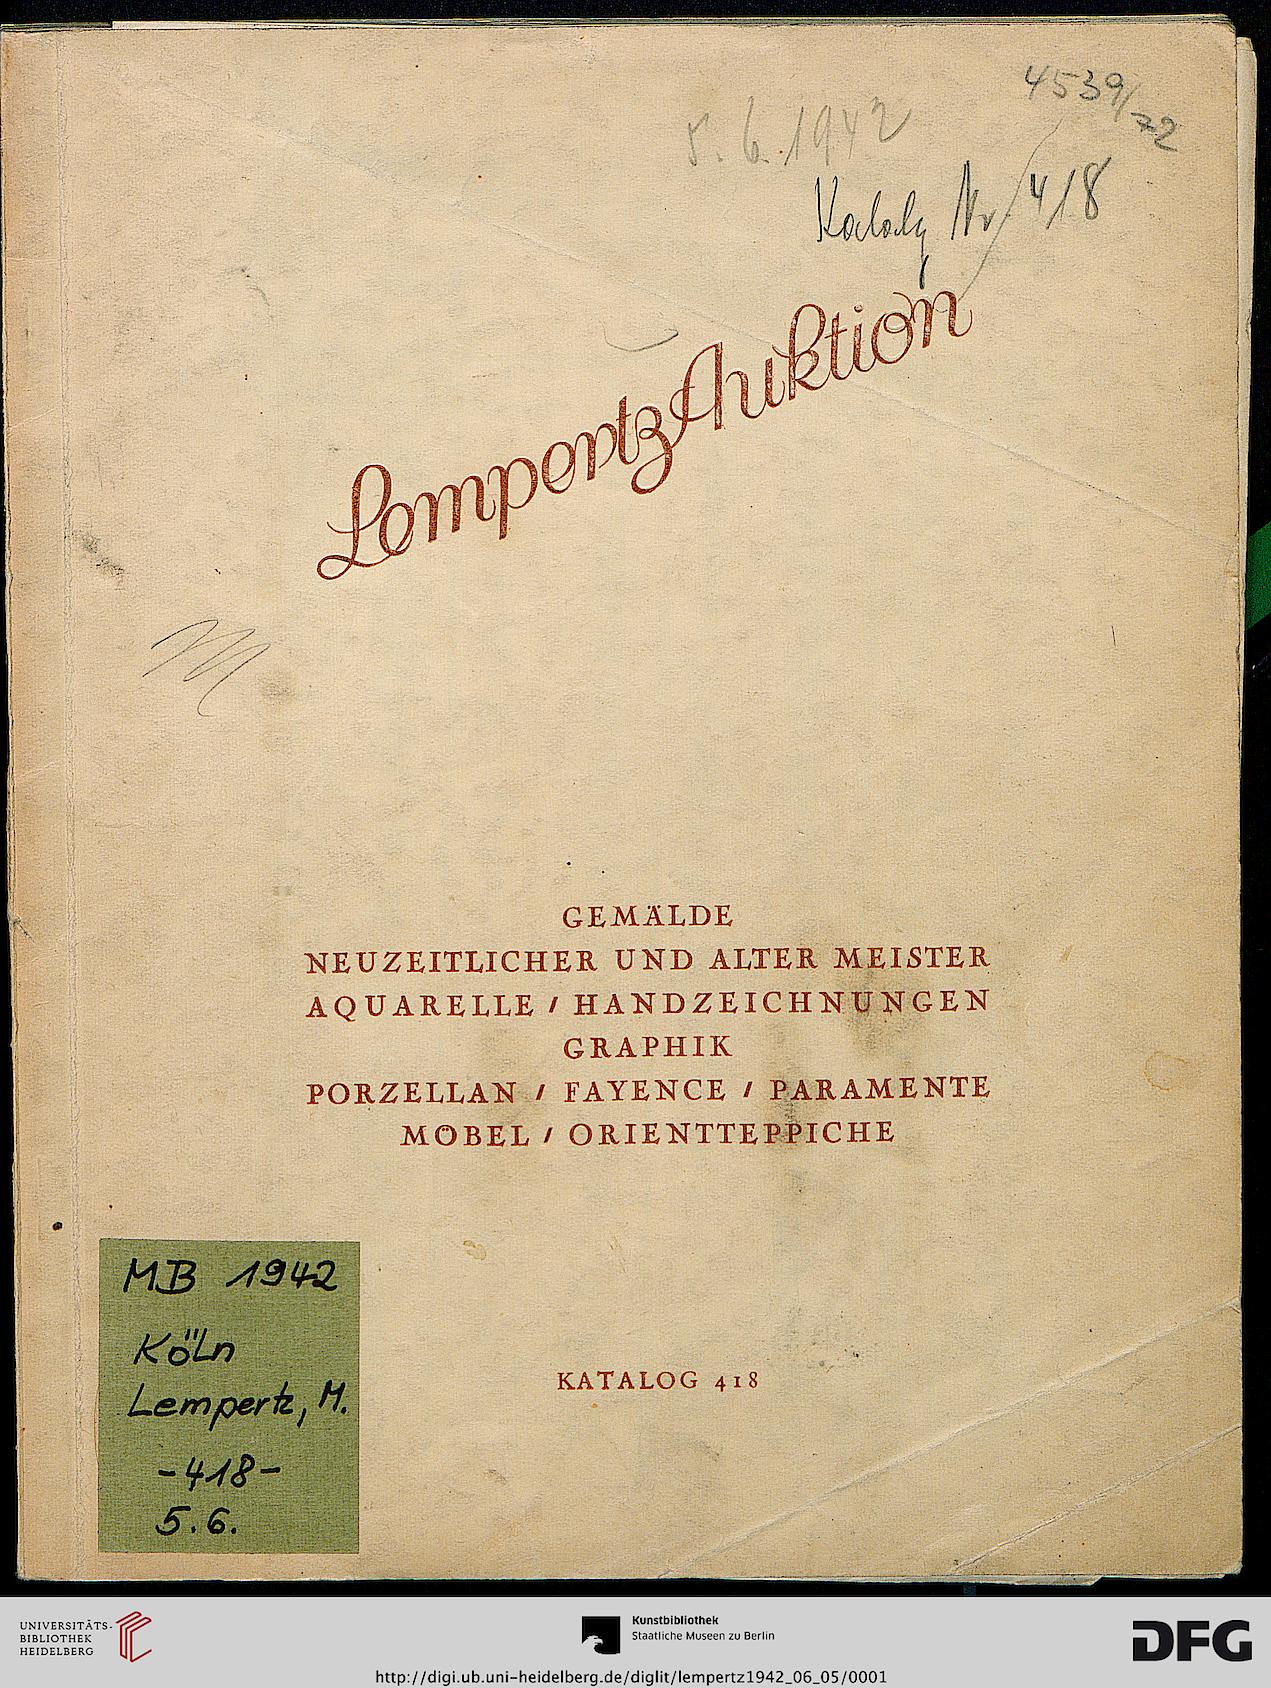 4539/72
5.6.1942
Katalg Nr 418
Lempertz Auktion
GEMÄLDE
NEUZEITLICHER UND ALTER MEISTER
AQUARELLE / HANDZEICHNUNGEN
GRAPHIK
PORZELLAN / FAYENCE / PARAMENTE
MÖBEL / ORIENTTEPPICHE
KATALOG 418
MB 1942
Köln
Lempertz, M.
-418-
5.6.
UNIVERSITÄTS-
BIBLIOTHEK
HEIDELBERG
Kunstbibliothek
Staatliche Museen zu Berlin
DFG
http://digi.ub.uni-heidelberg.de/diglit/lempertz1942_06_05/0001